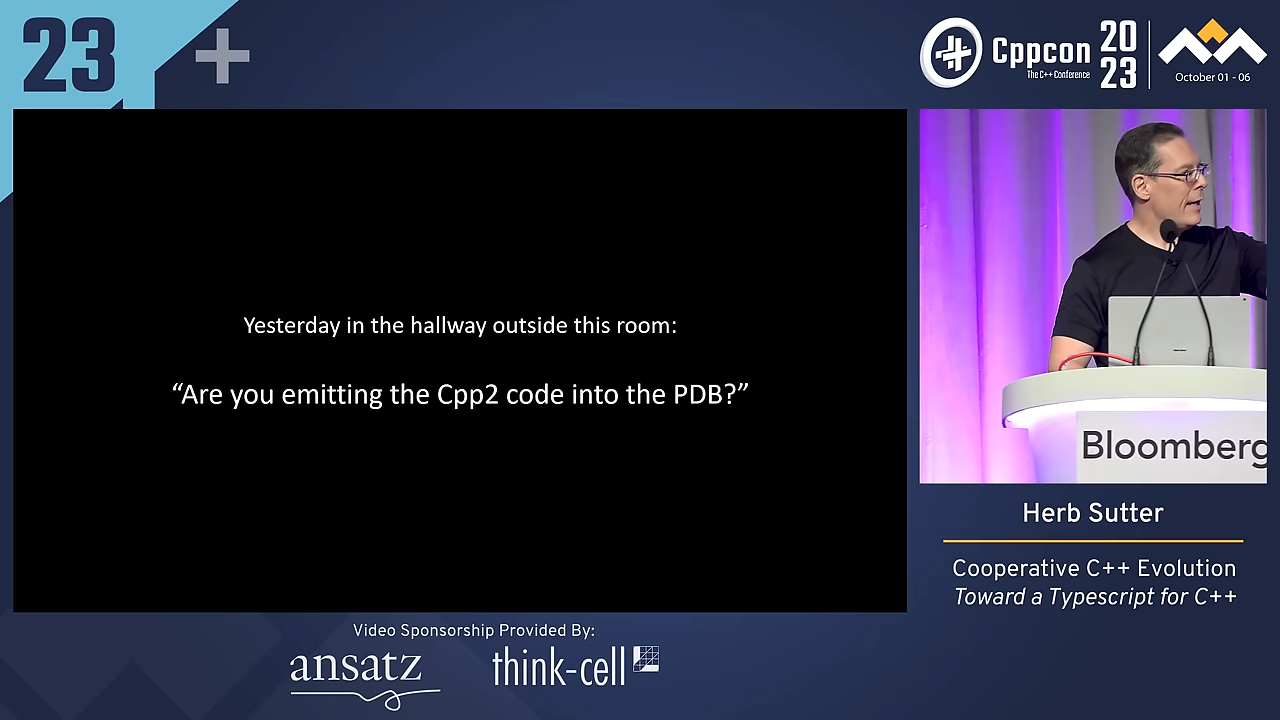 23
Cppcon
The C++ Conference
20
23
October 01 - 06
Yesterday in the hallway outside this room:
“Are you emitting the Cpp2 code into the PDB?”
Bloomberg
Herb Sutter
Cooperative C++ Evolution
Toward a Typescript for C++
Video Sponsorship Provided By:
ansatz
think-cell